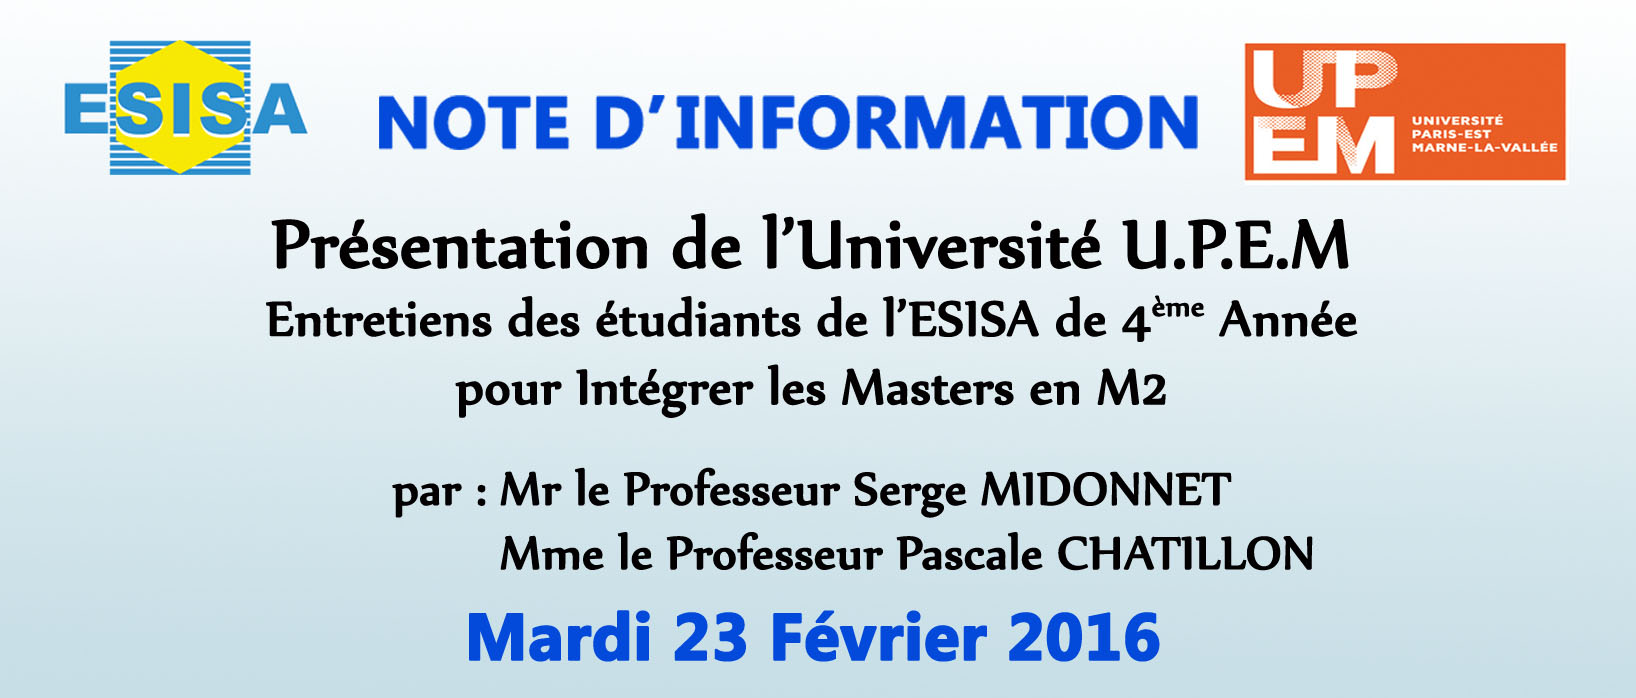 ESISA
NOTE D’INFORMATION
UPEM
UNIVERSITÉ
PARIS-EST
MARNE-LA-VALLÉE
Présentation de l’Université U.P.E.M
Entretiens des étudiants de l’ESISA de 4ème Année
pour Intégrer les Masters en M2
par : Mr le Professeur Serge MIDONNET
Mme le Professeur Pascale CHATILLON
Mardi 23 Février 2016